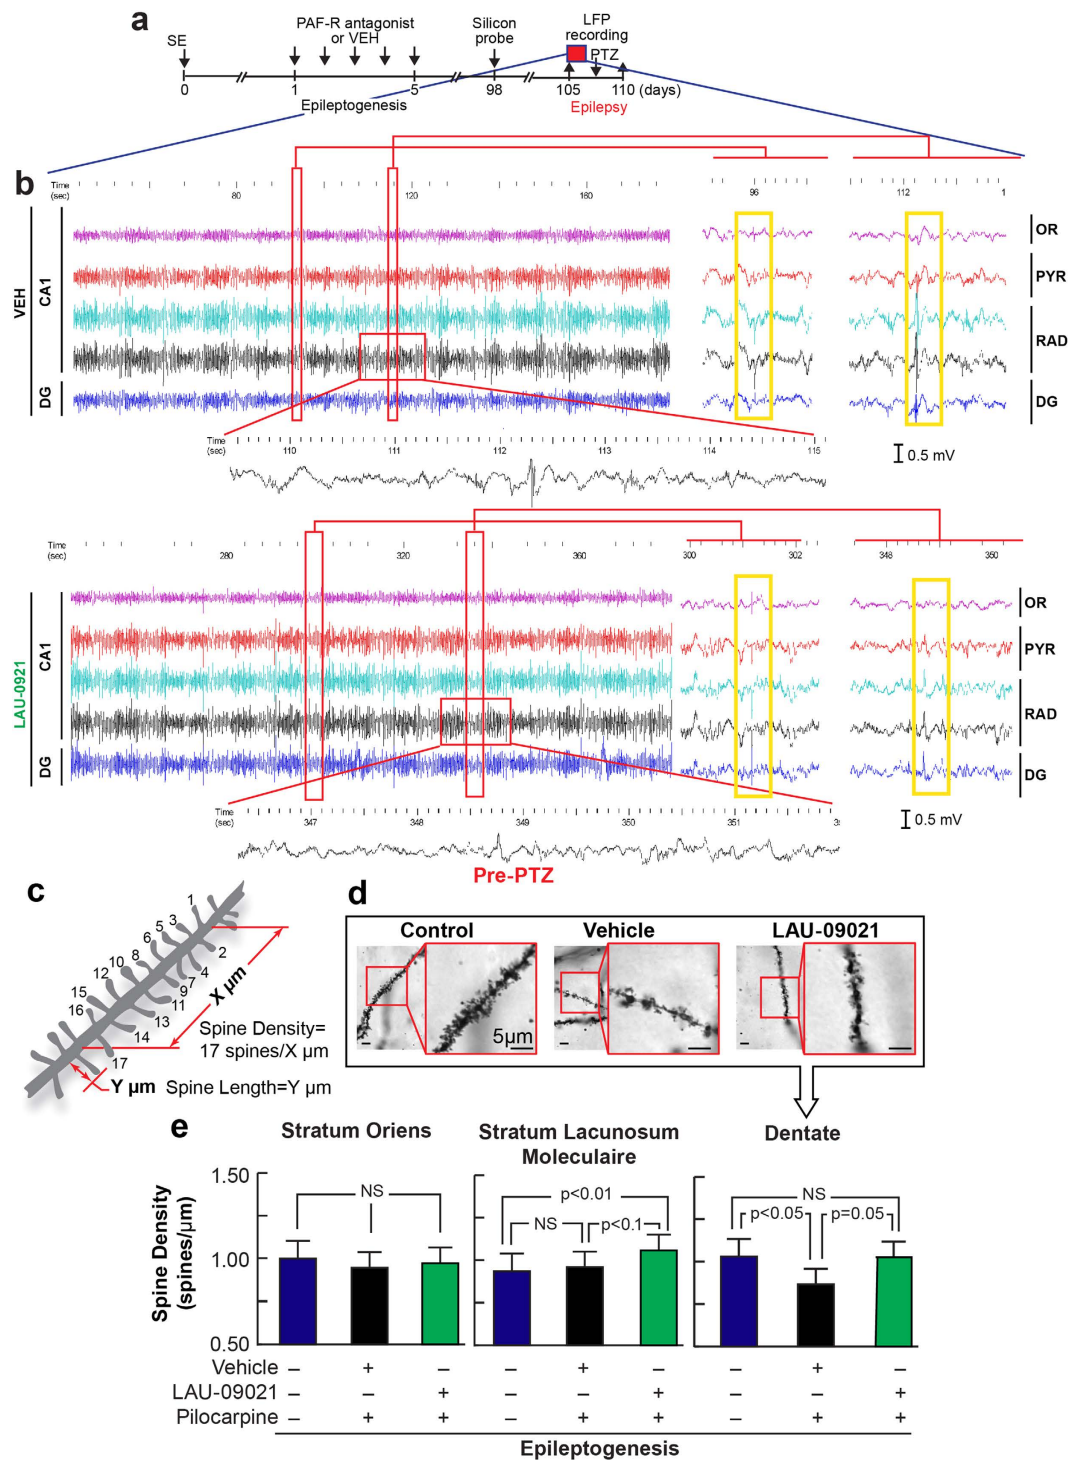 a
SE
PAF-R antagonist
or VEH
Silicon
probe
LFP
recording
PTZ
0
1
5
98
105
110 (days)
Epileptogenesis
Epilepsy
b
Time
(sec)
80
120
160
96
112
1
VEH
CA1
DG
OR
PYR
RAD
DG
Time
(sec)
110
111
112
113
114
115
0.5 mV
Time
(sec)
280
320
360
300
302
348
350
LAU-0921
CA1
DG
OR
PYR
RAD
DG
Time
(sec)
347
348
349
350
351
0.5 mV
Pre-PTZ
c
1
2
3
4
5
6
7
8
9
10
11
12
13
14
15
16
17
X µm
Spine Density=
17 spines/X µm
Y µm Spine Length=Y µm
d
Control
Vehicle
LAU-09021
5µm
e
Stratum Oriens
Stratum Lacunosum
Moleculaire
Dentate
Spine Density
(spines/µm)
1.50
1.00
0.50
NS
p<0.01
NS
p<0.1
NS
p<0.05
p=0.05
Vehicle – + – – + – – + –
LAU-09021 – – + – – + – – +
Pilocarpine – + + – + + – + +
Epileptogenesis